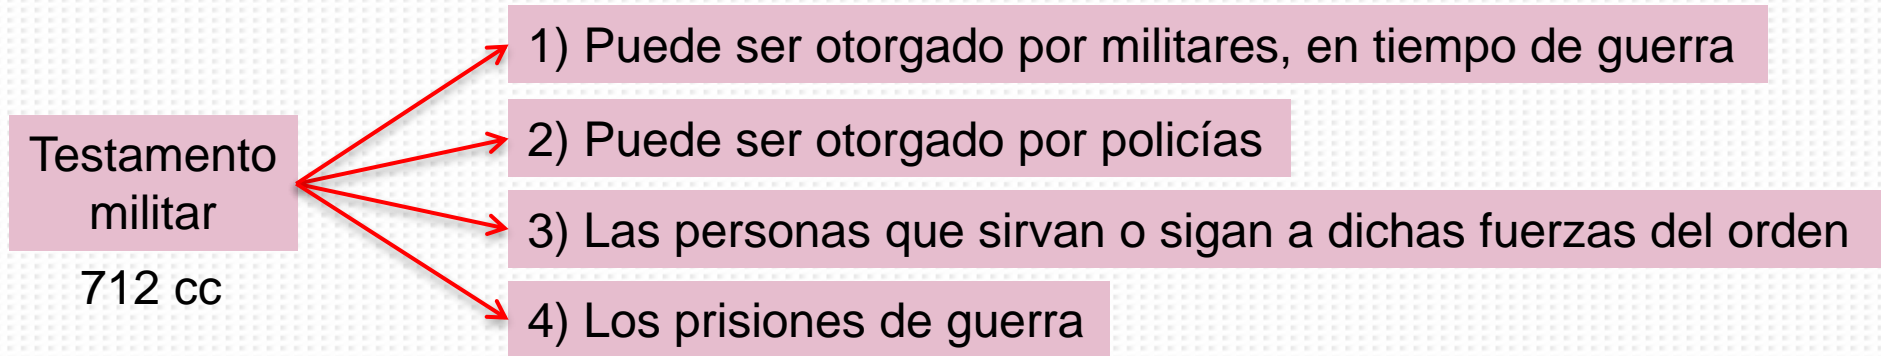 Testamento
militar
712 cc
1) Puede ser otorgado por militares, en tiempo de guerra
2) Puede ser otorgado por policías
3) Las personas que sirvan o sigan a dichas fuerzas del orden
4) Los prisiones de guerra